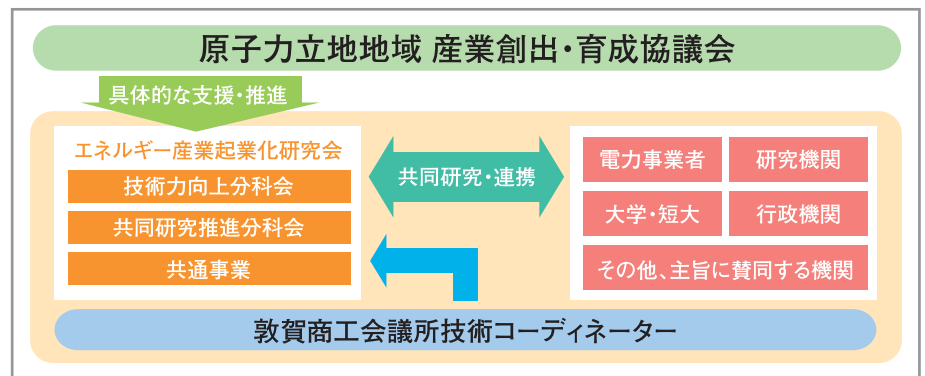 原子力立地地域 産業創出・育成協議会
具体的な支援・推進
エネルギー産業起業化研究会
技術力向上分科会
共同研究推進分科会
共通事業
共同研究・連携
電力事業者
研究機関
大学・短大
行政機関
その他、主旨に賛同する機関
敦賀商工会議所技術コーディネーター